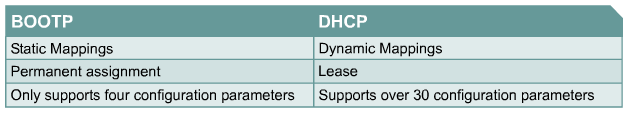 BOOTP DHCP
Static Mappings Dynamic Mappings
Permanent assignment Lease
Only supports four configuration parameters Supports over 30 configuration parameters